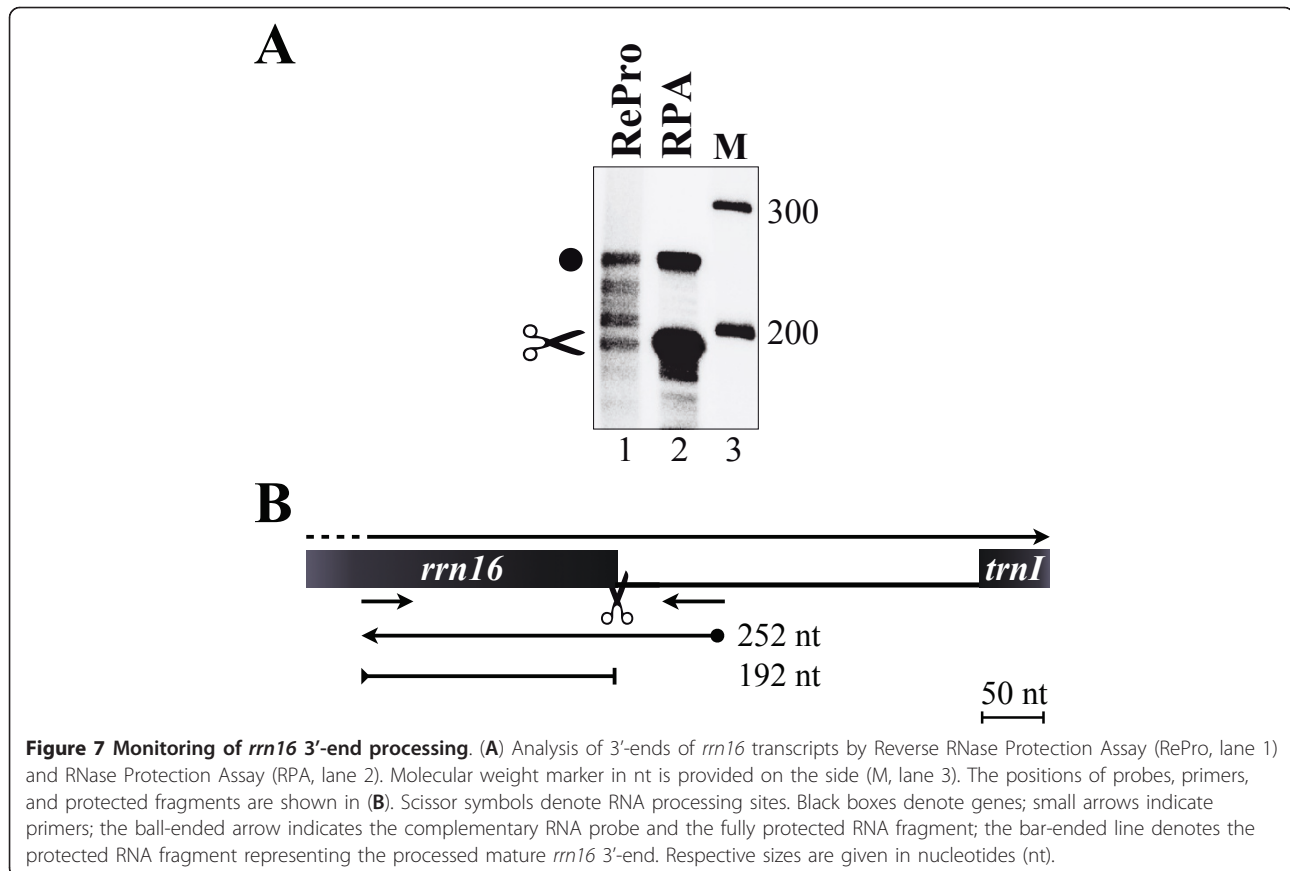 A
RePro
RPA
M
300
200
1 2 3
B
rrn16
trnI
252 nt
192 nt
50 nt
Figure 7 Monitoring of rrn16 3’-end processing. (A) Analysis of 3’-ends of rrn16 transcripts by Reverse RNase Protection Assay (RePro, lane 1)
and RNase Protection Assay (RPA, lane 2). Molecular weight marker in nt is provided on the side (M, lane 3). The positions of probes, primers,
and protected fragments are shown in (B). Scissor symbols denote RNA processing sites. Black boxes denote genes; small arrows indicate
primers; the ball-ended arrow indicates the complementary RNA probe and the fully protected RNA fragment; the bar-ended line denotes the
protected RNA fragment representing the processed mature rrn16 3’-end. Respective sizes are given in nucleotides (nt).